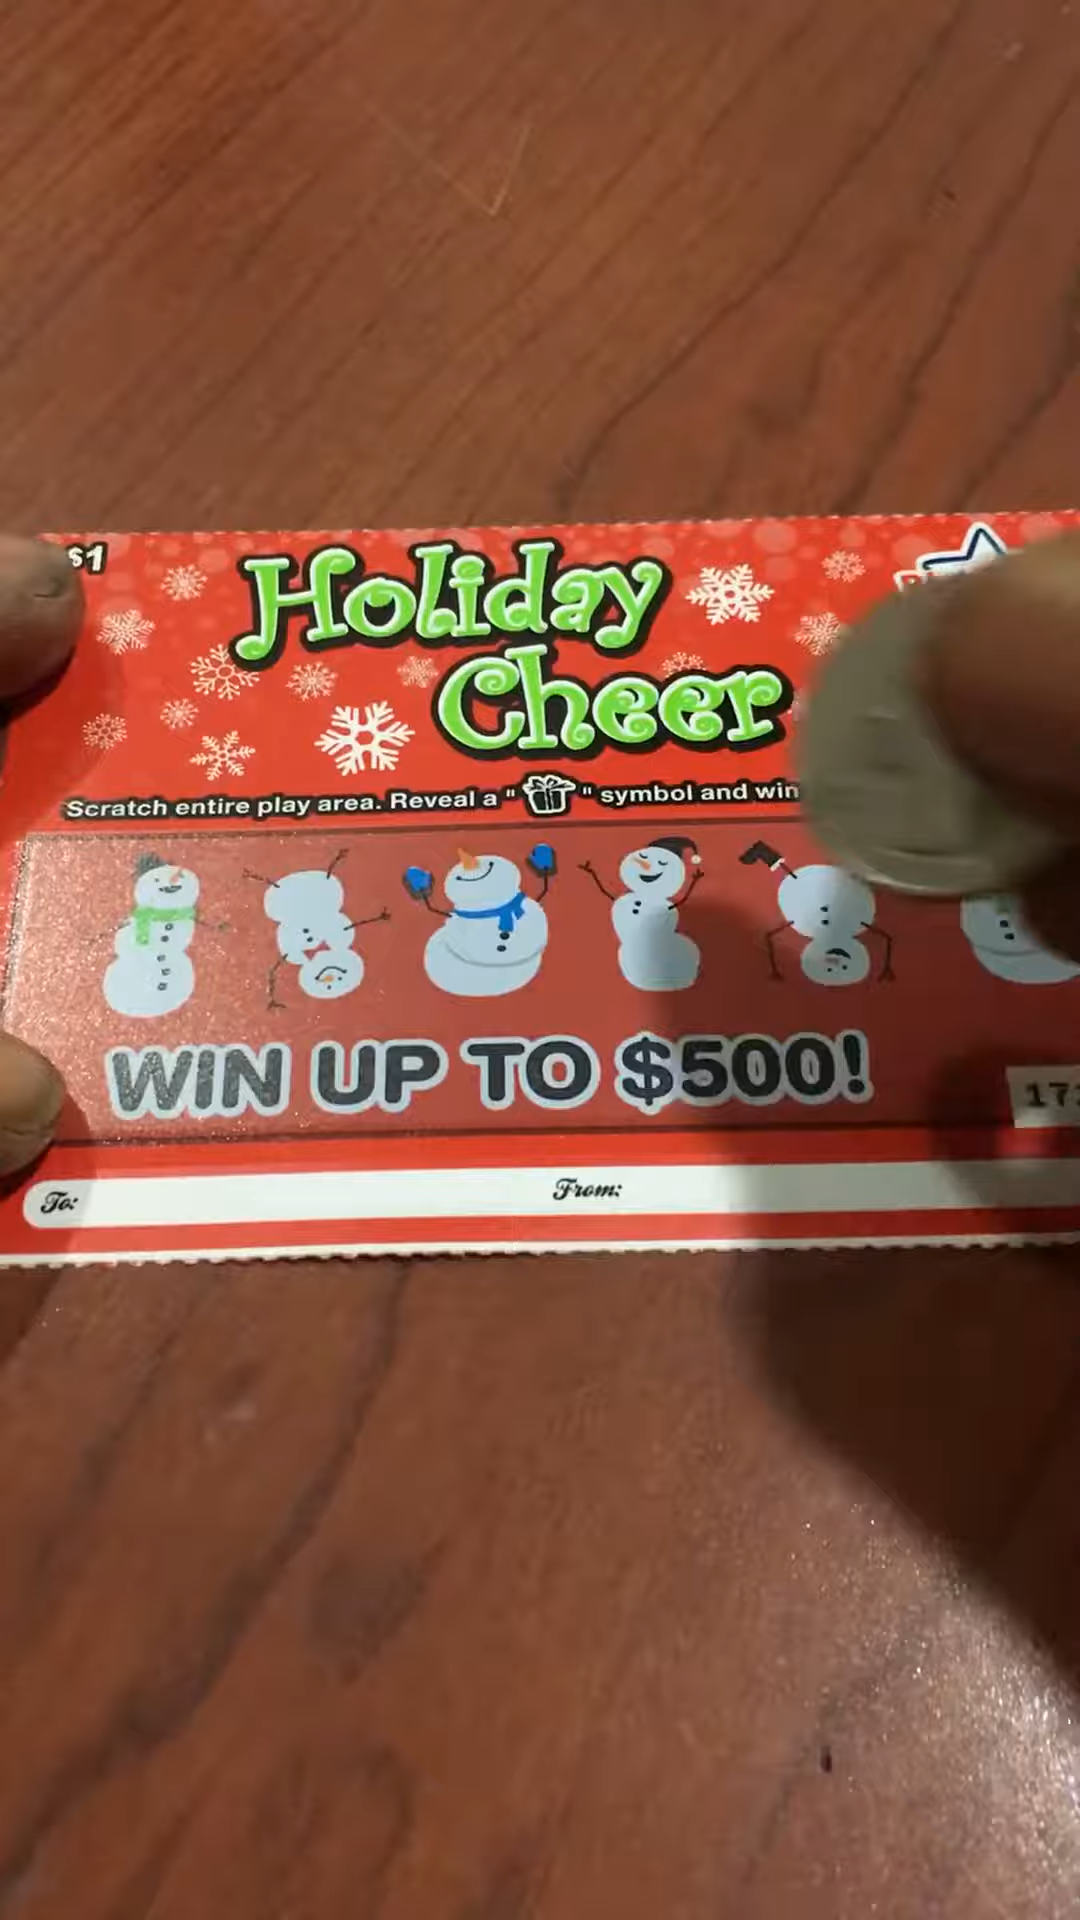 $1
Holiday
Cheer
Scratch entire play area. Reveal a " " symbol and win
WIN UP TO $500!
To: From: